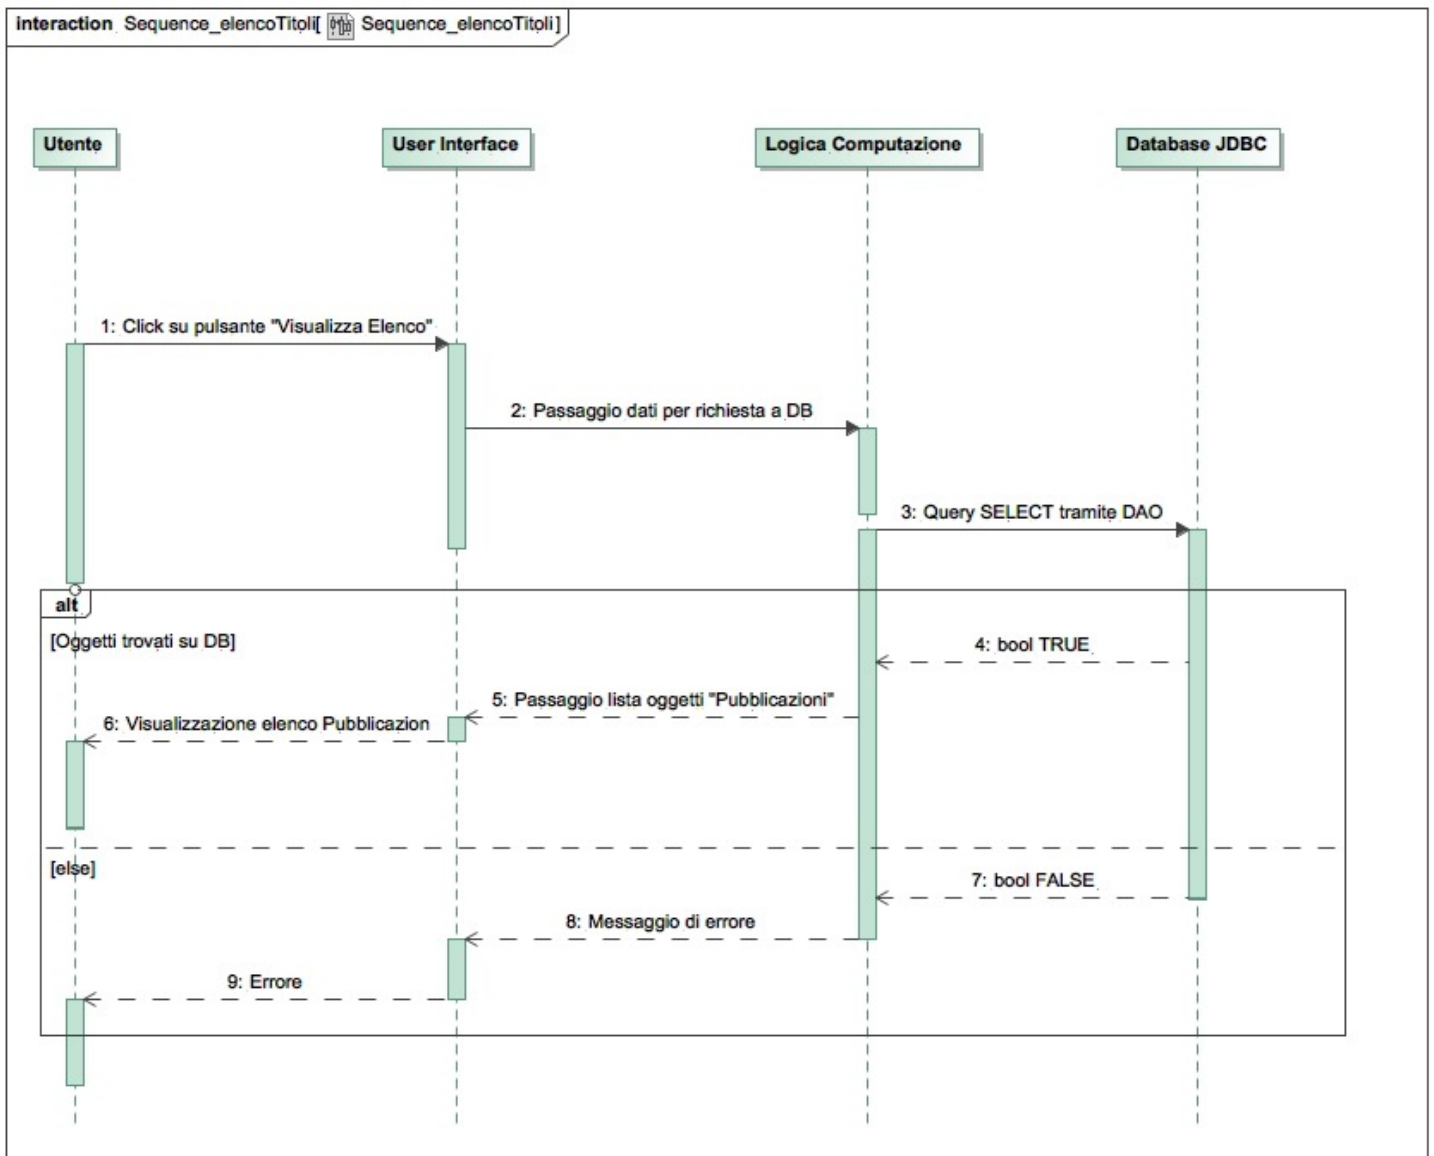 interaction Sequence_elencoTitoli[ Sequence_elencoTitoli]
Utente
User Interface
Logica Computazione
Database JDBC
1: Click su pulsante "Visualizza Elenco"
2: Passaggio dati per richiesta a DB
3: Query SELECT tramite DAO
alt
[Oggetti trovati su DB]
4: bool TRUE
5: Passaggio lista oggetti "Pubblicazioni"
6: Visualizzazione elenco Pubblicazion
[else]
7: bool FALSE
8: Messaggio di errore
9: Errore